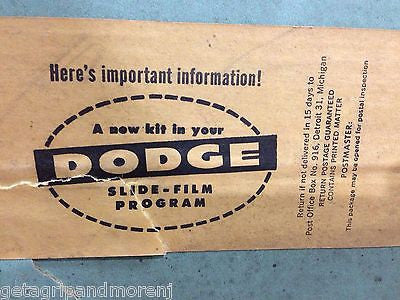 Here's important information!
A new kit in your
DODGE
SLIDE-FILM
PROGRAM
Return if not delivered in 15 days to
Post Office Box No. 916, Detroit 31, Michigan
RETURN POSTAGE GUARANTEED
CONTAINS PRINTED MATTER
POSTMASTER:
This package may be opened for postal inspection
getagripandmorenj